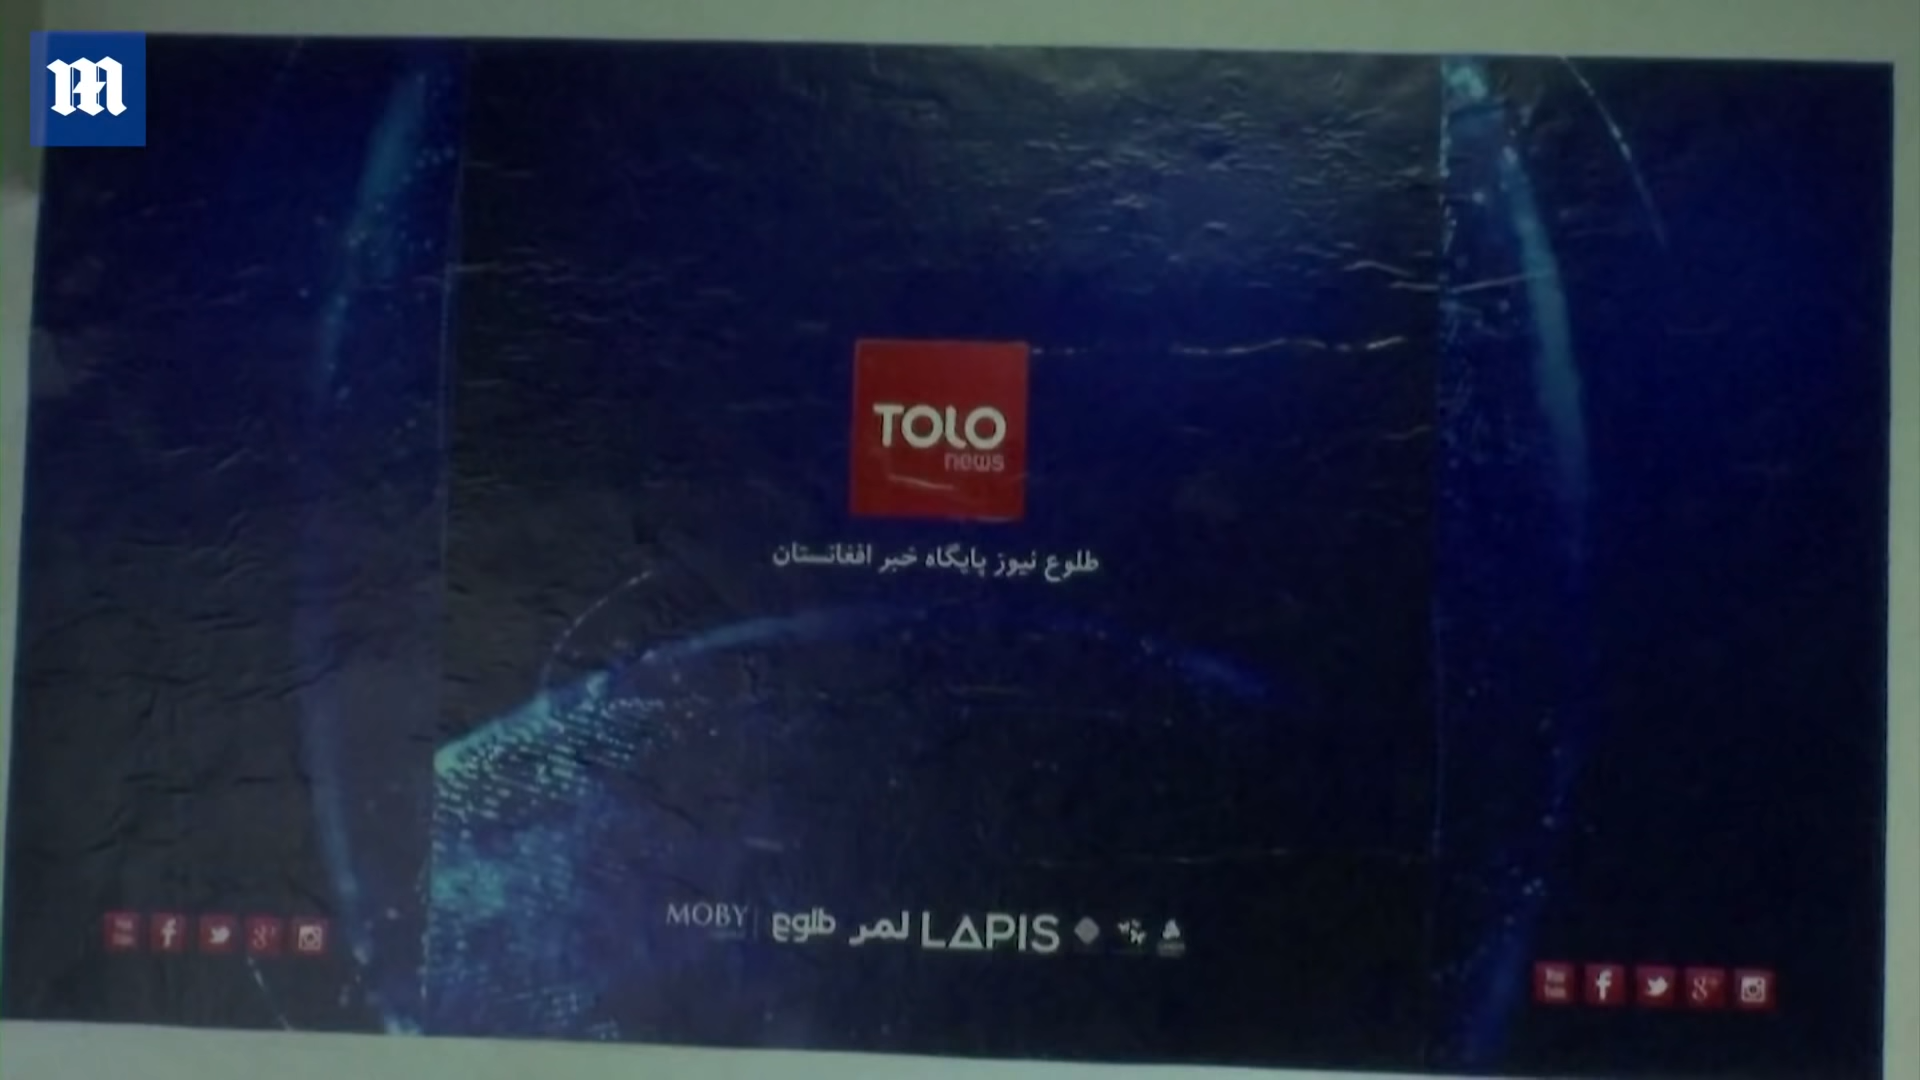 M
TOLO
news
طلوع نیوز پایگاه خبر افغانستان
MOBY طلوع لمر LAPIS